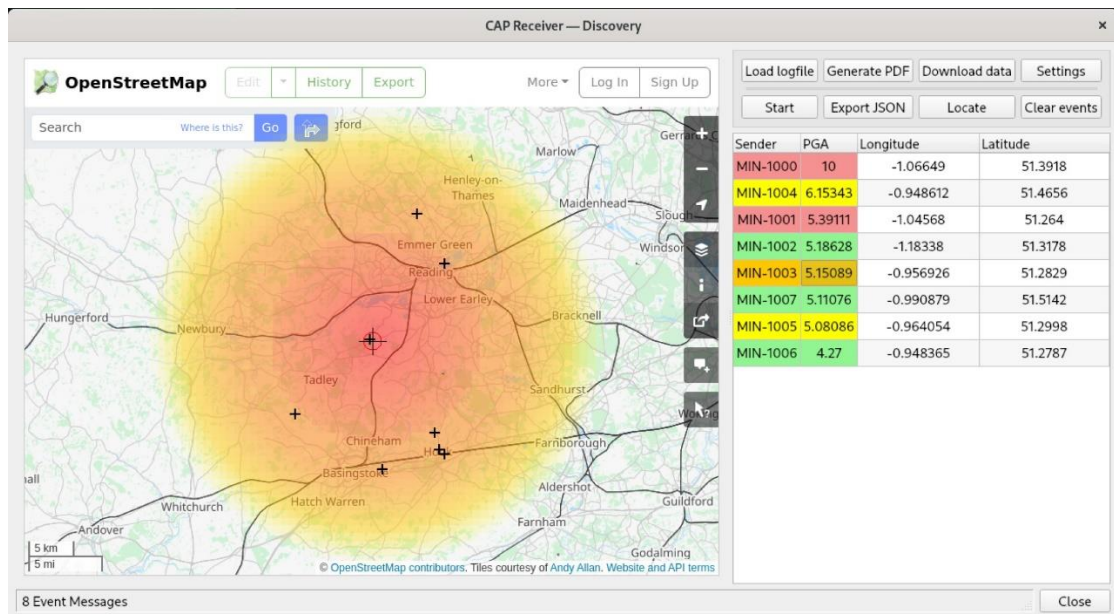 CAP Receiver — Discovery
×
OpenStreetMap
Edit
History
Export
More
Log In
Sign Up
Search
Where is this?
Go
Marlow
Henley-on-
Thames
Maidenhead
Slough
Windsor
Emmer Green
Reading
Lower Earley
Bracknell
Hungerford
Newbury
Tadley
Sandhurst
Chineham
Farnborough
Basingstoke
Aldershot
Guildford
Hatch Warren
Whitchurch
Farnham
Andover
Godalming
5 km
5 mi
© OpenStreetMap contributors. Tiles courtesy of Andy Allan. Website and API terms
Load logfile Generate PDF Download data Settings
Start Export JSON Locate Clear events
Sender PGA Longitude Latitude
MIN-1000 10 -1.06649 51.3918
MIN-1004 6.15343 -0.948612 51.4656
MIN-1001 5.39111 -1.04568 51.264
MIN-1002 5.18628 -1.18338 51.3178
MIN-1003 5.15089 -0.956926 51.2829
MIN-1007 5.11076 -0.990879 51.5142
MIN-1005 5.08086 -0.964054 51.2998
MIN-1006 4.27 -0.948365 51.2787
8 Event Messages
Close